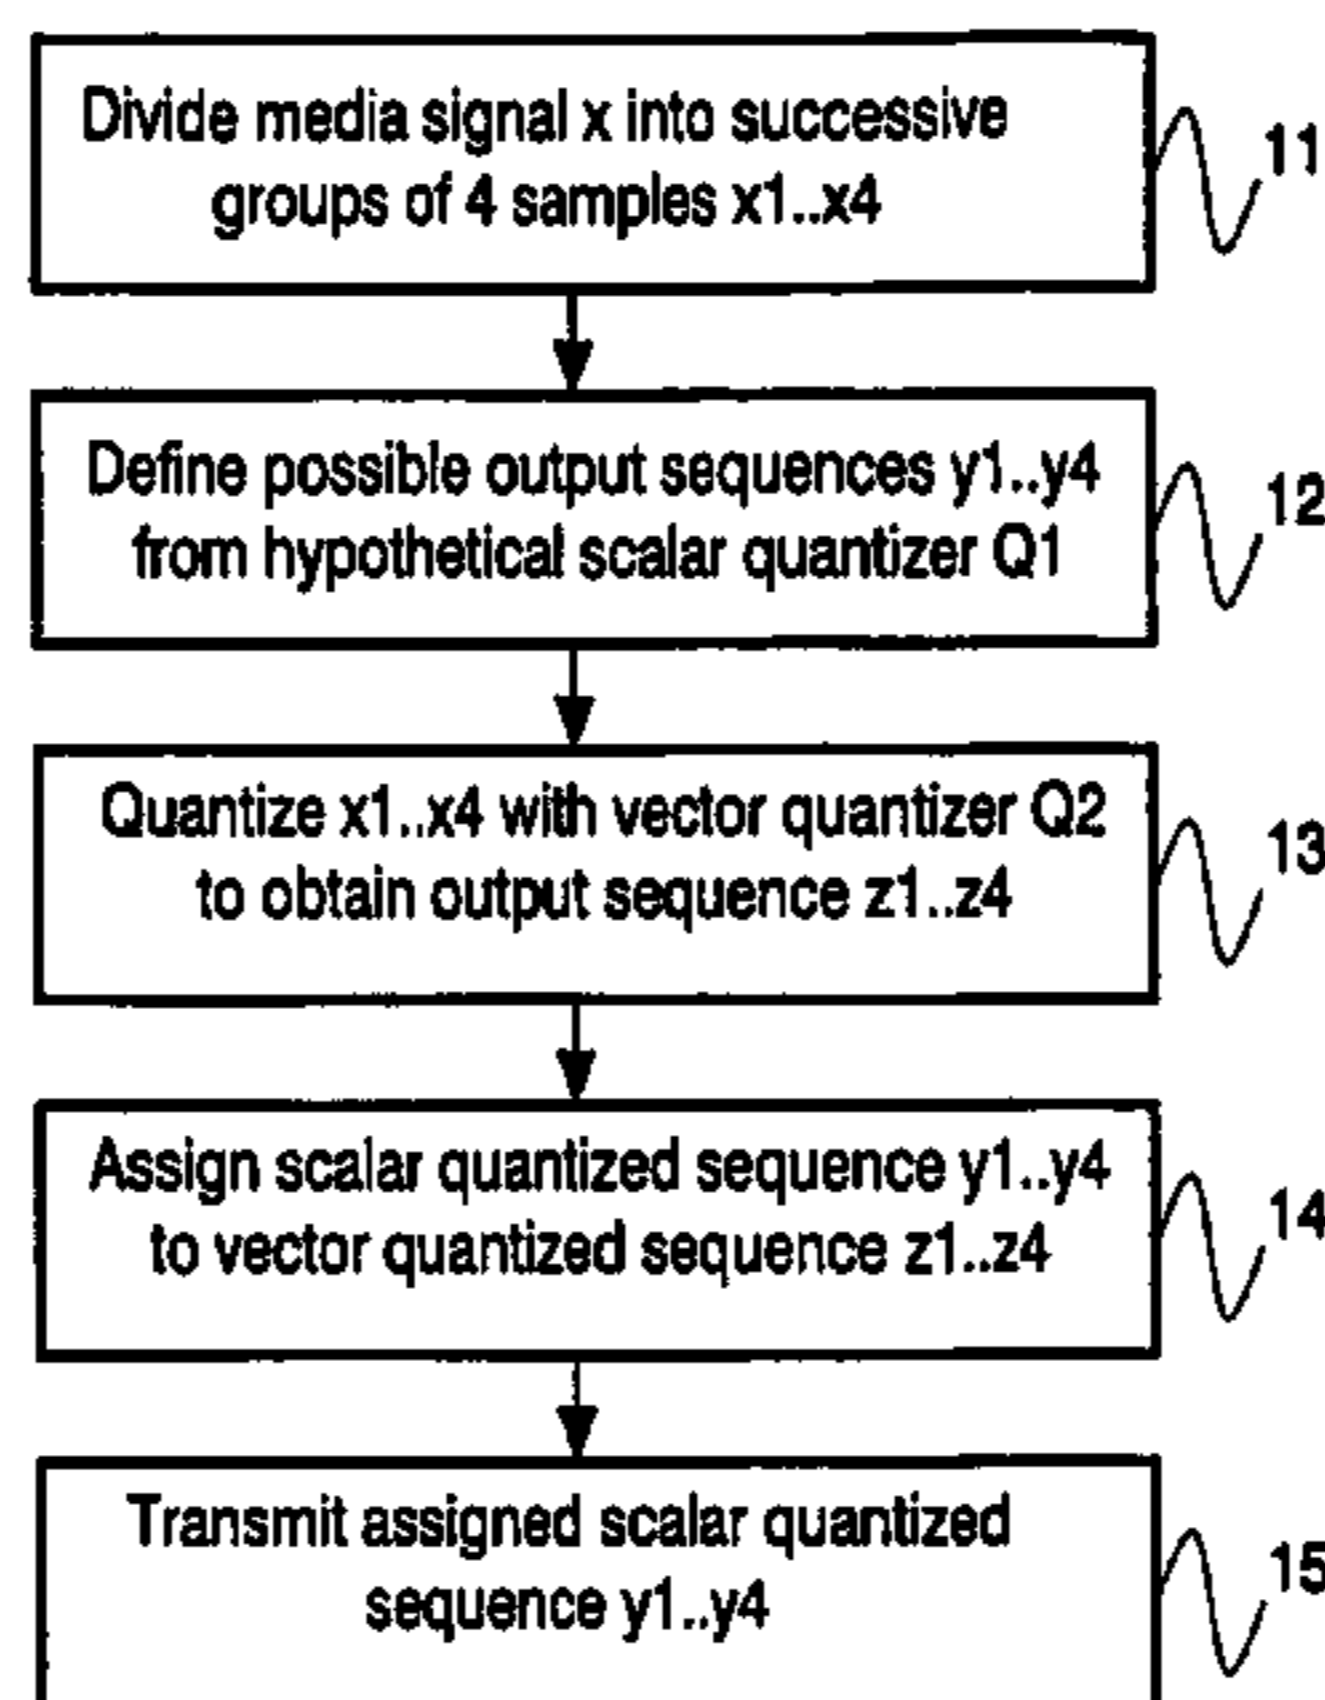 Divide media signal x into successive
groups of 4 samples x1..x4
11
Define possible output sequences y1..y4
from hypothetical scalar quantizer Q1
12
Quantize x1..x4 with vector quantizer Q2
to obtain output sequence z1..z4
13
Assign scalar quantized sequence y1..y4
to vector quantized sequence z1..z4
14
Transmit assigned scalar quantized
sequence y1..y4
15